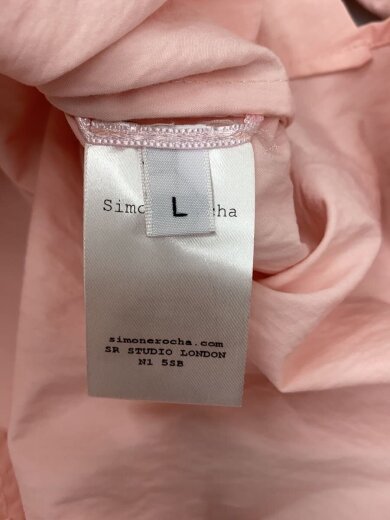 L
Simo cha
simonerocha.com
SR STUDIO LONDON
N1 5SB